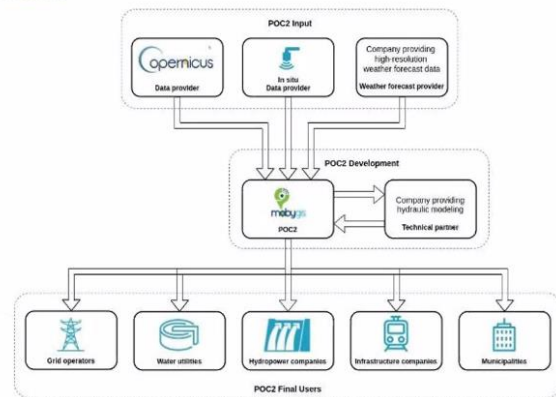 POC2 Input
Copernicus
Data provider
In situ
Data provider
Company providing
high-resolution
weather forecast data
Weather forecast provider
POC2 Development
mobygis
POC2
Company providing
hydraulic modeling
Technical partner
Grid operators
Water utilities
Hydropower companies
Infrastructure companies
Municipalities
POC2 Final Users